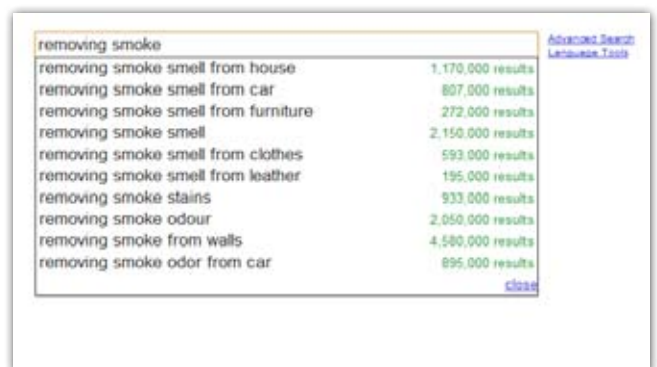 removing smoke
Advanced Search
Language Tools
removing smoke smell from house 1,170,000 results
removing smoke smell from car 807,000 results
removing smoke smell from furniture 272,000 results
removing smoke smell 2,150,000 results
removing smoke smell from clothes 593,000 results
removing smoke smell from leather 195,000 results
removing smoke stains 933,000 results
removing smoke odour 2,050,000 results
removing smoke from walls 4,580,000 results
removing smoke odor from car 895,000 results
close